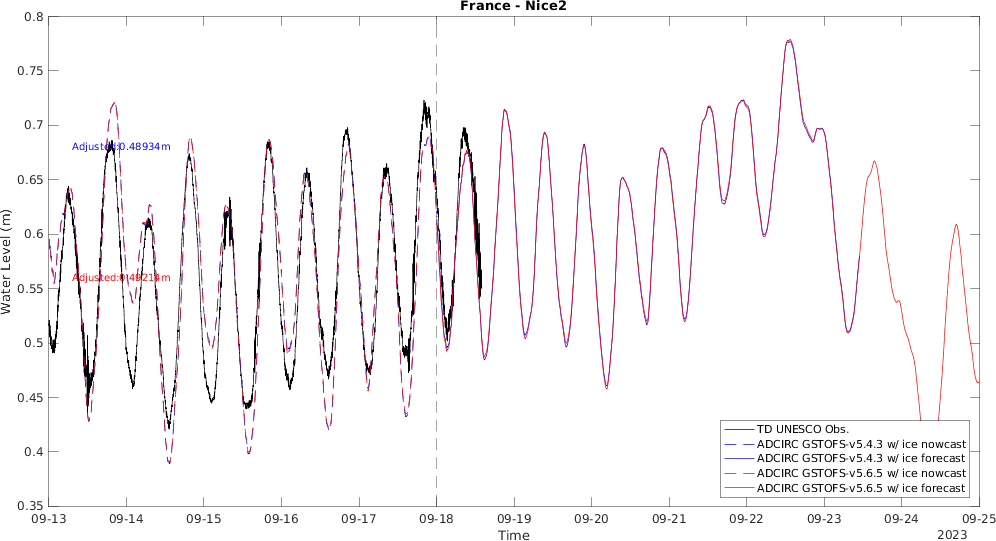 France - Nice2
0.8
0.75
0.7
0.65
0.6
0.55
0.5
0.45
0.4
0.35
Water Level (m)
Adjusted:0.48934m
Adjusted:0.49214m
TD UNESCO Obs.
ADCIRC GSTOFS-v5.4.3 w/ ice nowcast
ADCIRC GSTOFS-v5.4.3 w/ ice forecast
ADCIRC GSTOFS-v5.6.5 w/ ice nowcast
ADCIRC GSTOFS-v5.6.5 w/ ice forecast
09-13 09-14 09-15 09-16 09-17 09-18 09-19 09-20 09-21 09-22 09-23 09-24 09-25
Time
2023